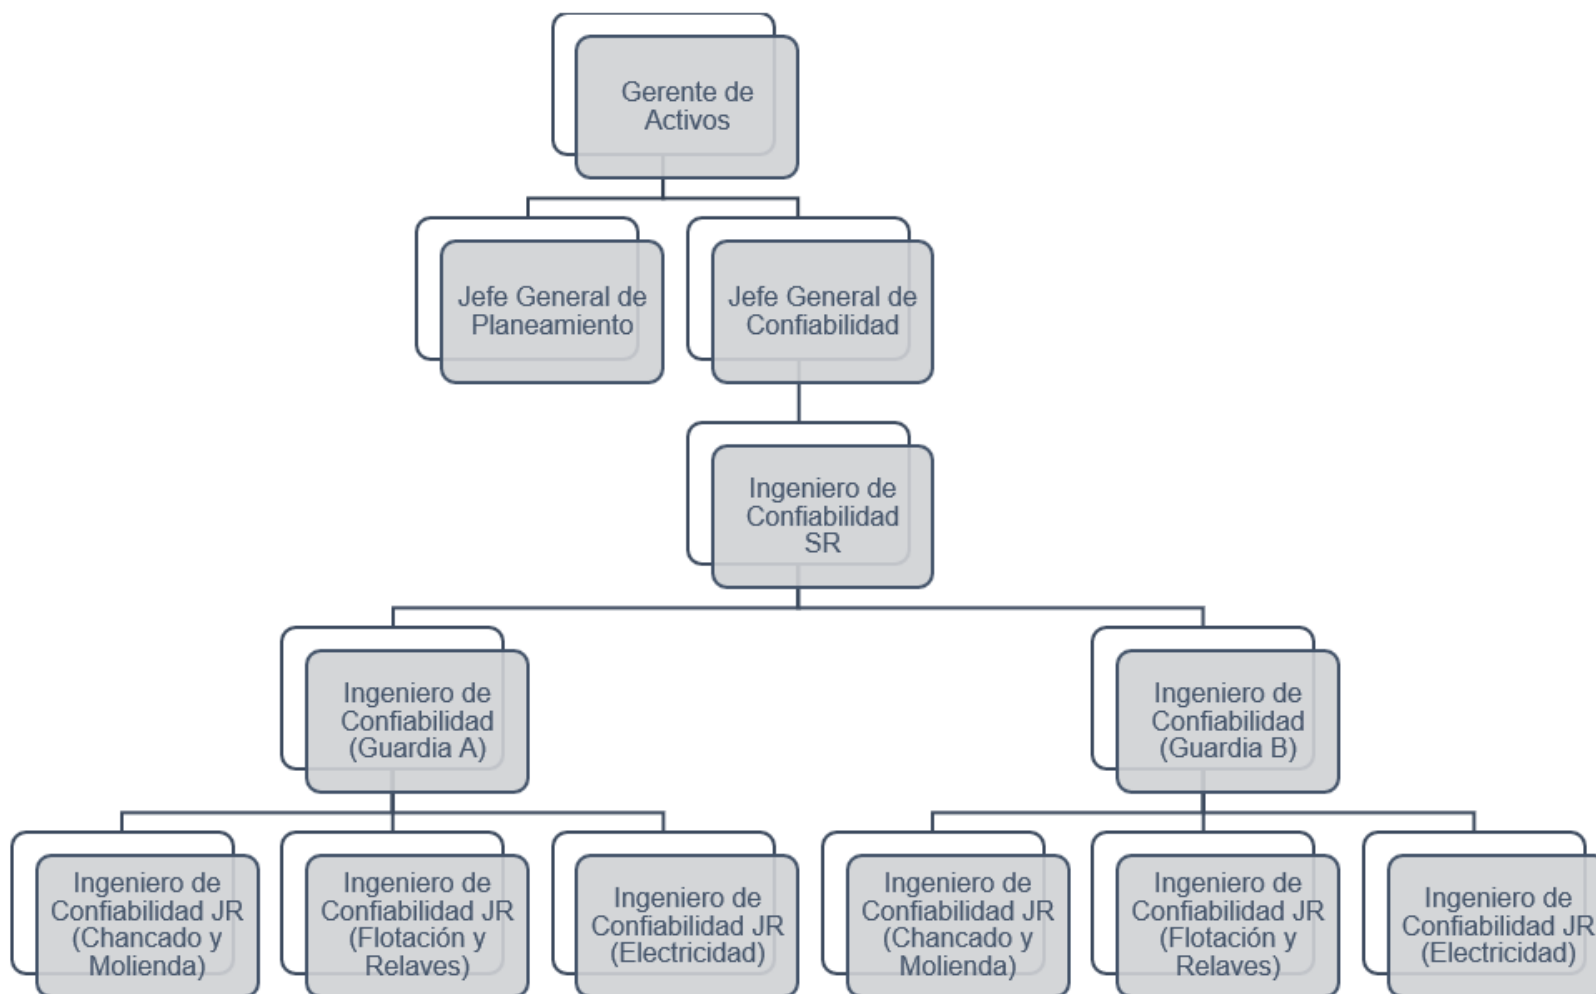 Gerente de
Activos
Jefe General de
Planeamiento
Jefe General de
Confiabilidad
Ingeniero de
Confiabilidad
SR
Ingeniero de
Confiabilidad
(Guardia A)
Ingeniero de
Confiabilidad
(Guardia B)
Ingeniero de
Confiabilidad JR
(Chancado y
Molienda)
Ingeniero de
Confiabilidad JR
(Flotación y
Relaves)
Ingeniero de
Confiabilidad JR
(Electricidad)
Ingeniero de
Confiabilidad JR
(Chancado y
Molienda)
Ingeniero de
Confiabilidad JR
(Flotación y
Relaves)
Ingeniero de
Confiabilidad JR
(Electricidad)